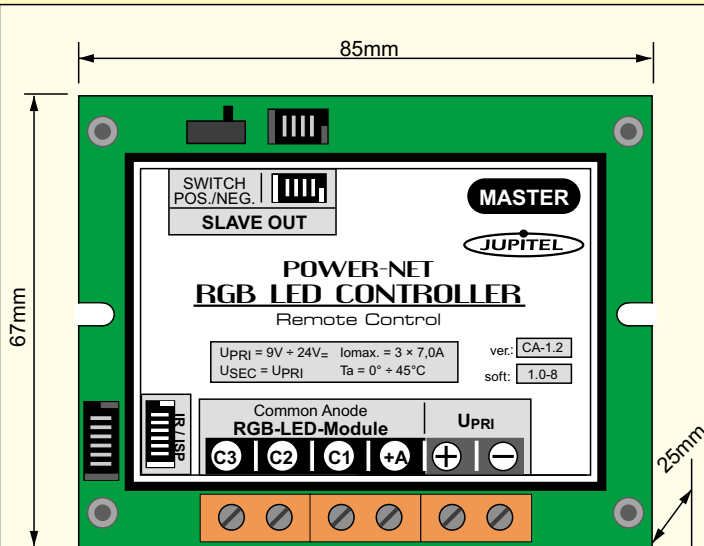 85mm
67mm
25mm
SWITCH
POS./NEG.
SLAVE OUT
MASTER
JUPITEL
POWER-NET
RGB LED CONTROLLER
Remote Control
UPRI = 9V ÷ 24V= Iomax. = 3 × 7,0A
USEC = UPRI Ta = 0° ÷ 45°C
ver.: CA-1.2
soft: 1.0-8
IR / ISP
Common Anode
RGB-LED-Module
UPRI
C3 C2 C1 +A + −